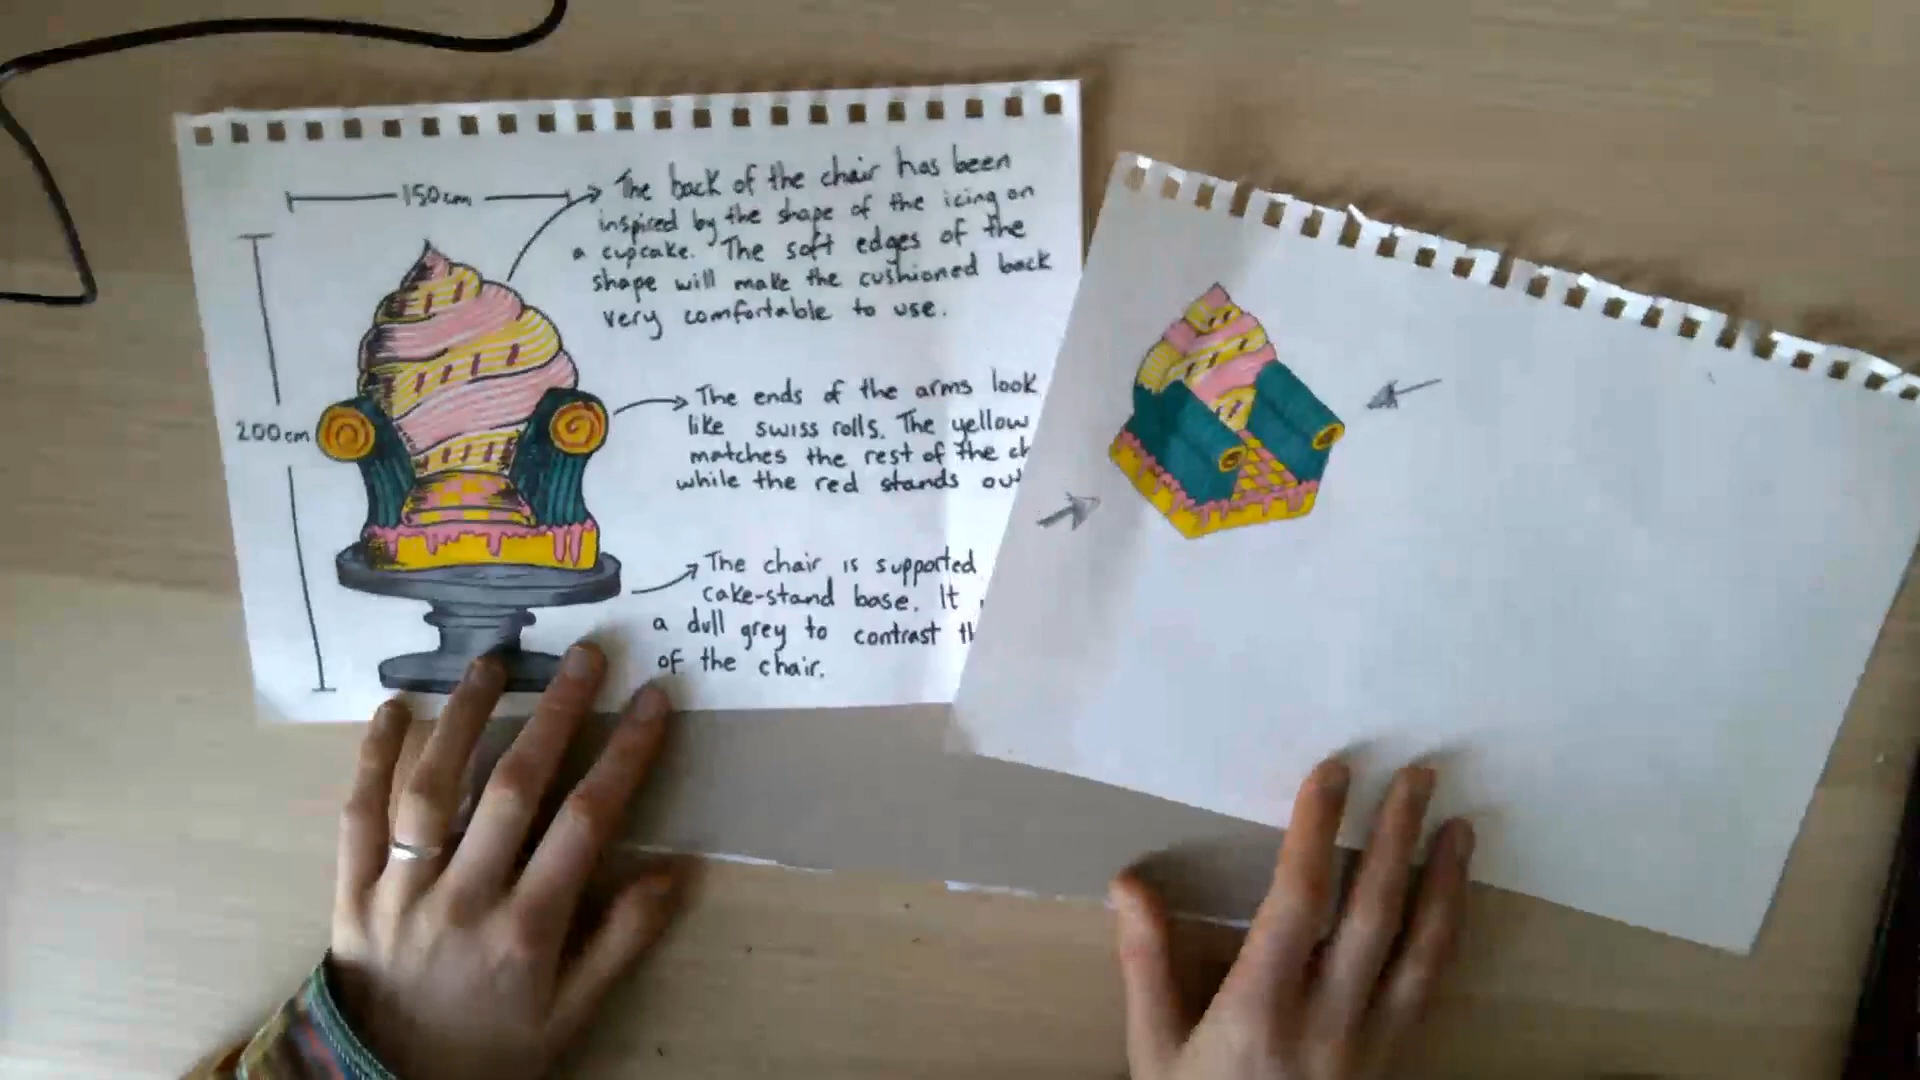 150cm
The back of the chair has been
inspired by the shape of the icing on
a cupcake. The soft edges of the
shape will make the cushioned back
very comfortable to use.
200cm
The ends of the arms look
like swiss rolls. The yellow
matches the rest of the ch
while the red stands out
The chair is supported
cake-stand base. It
a dull grey to contrast th
of the chair.